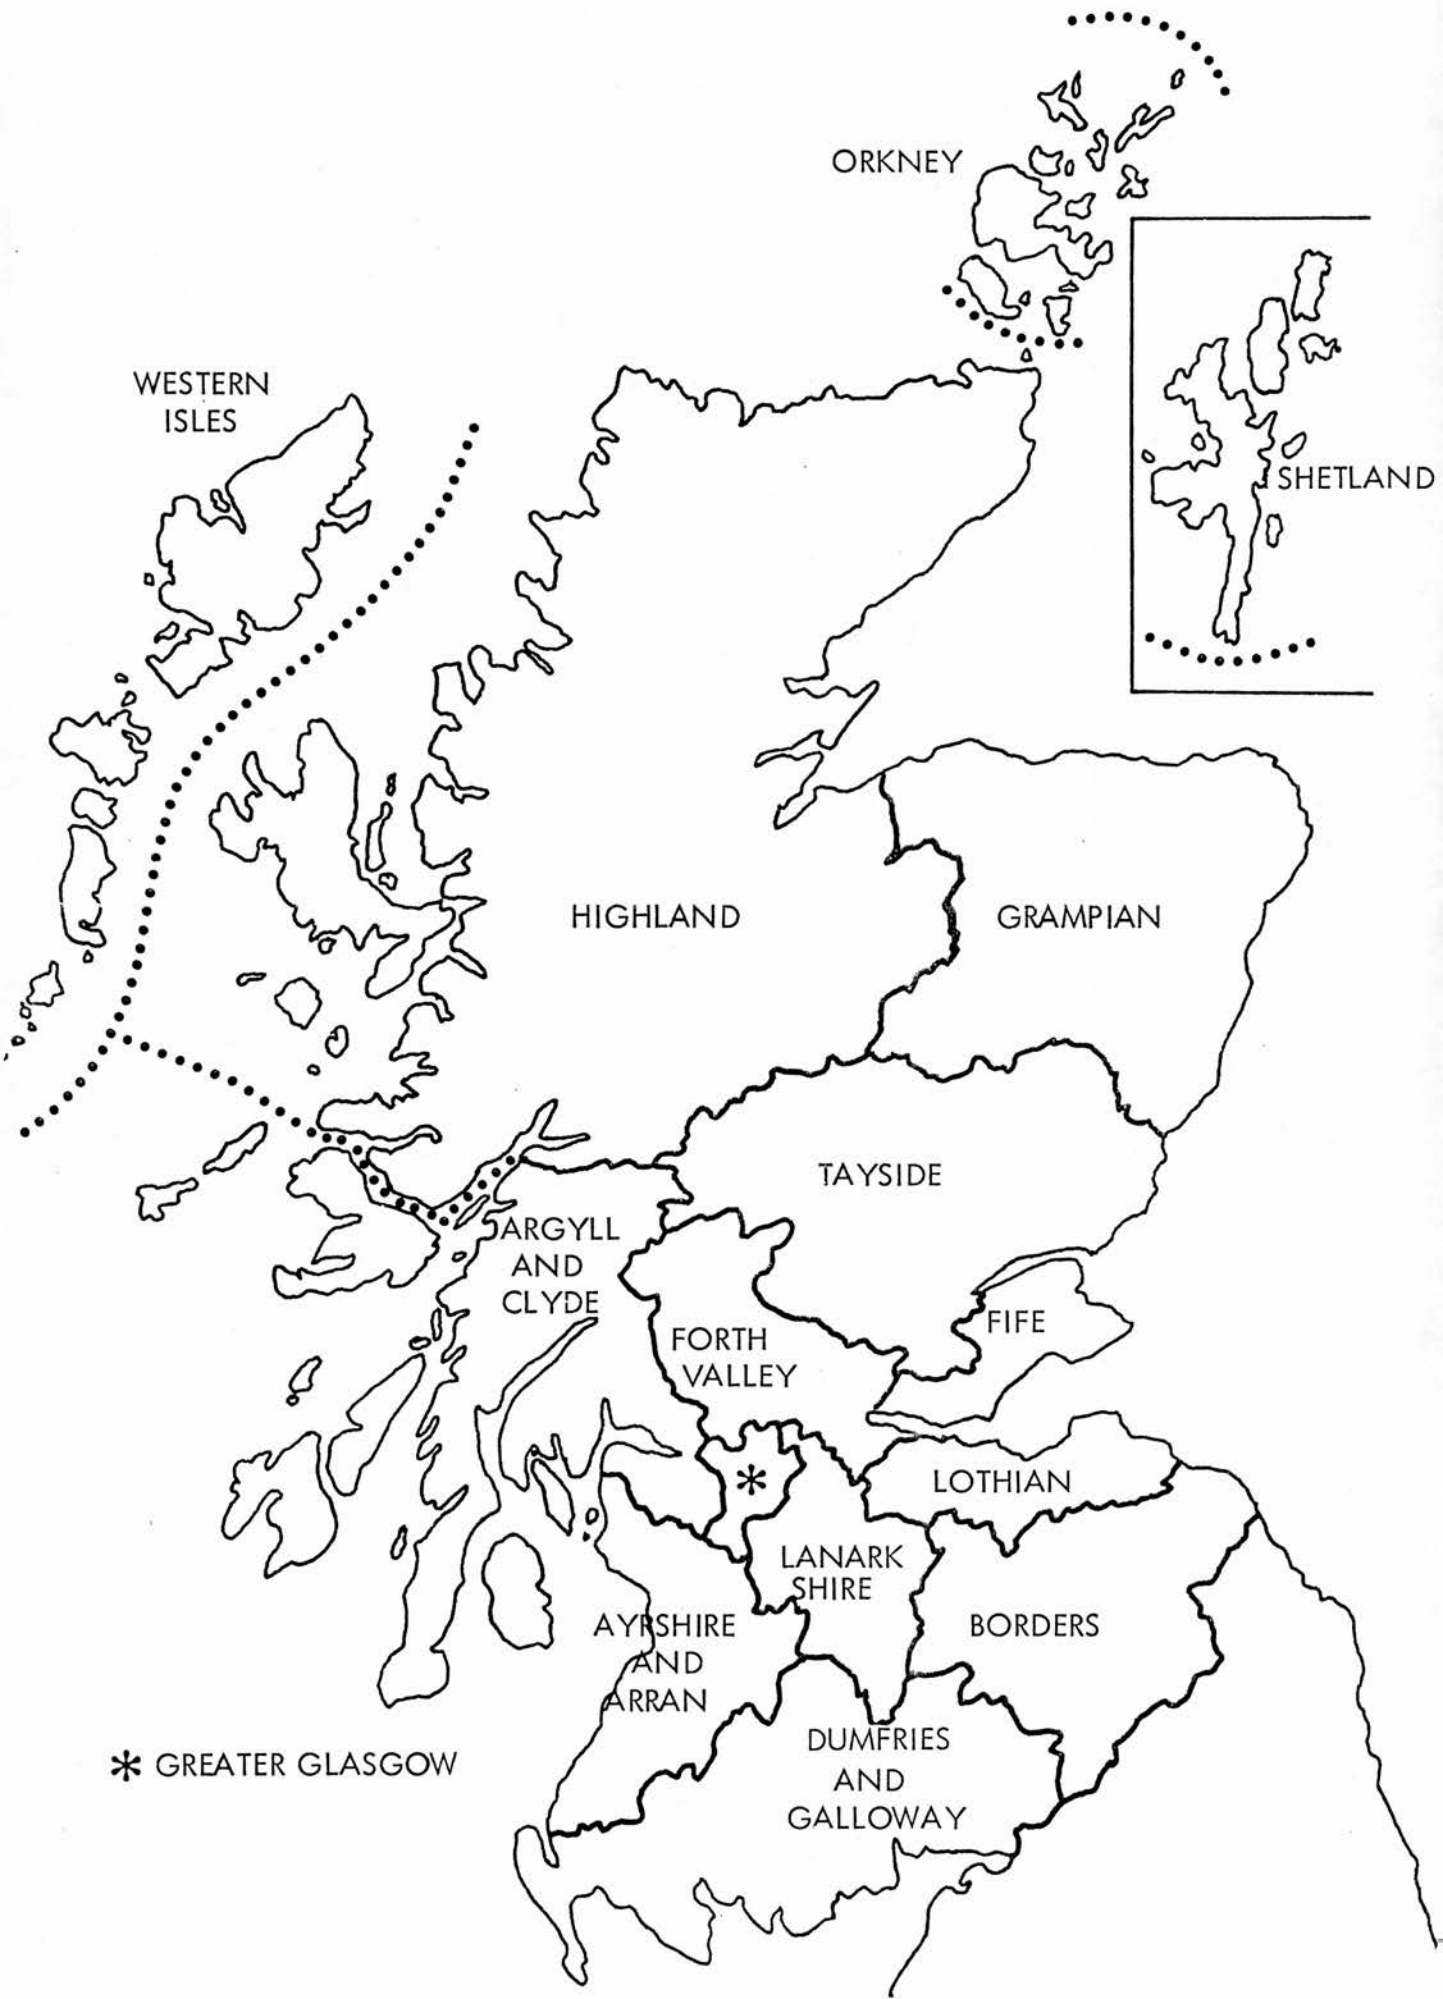 ORKNEY
WESTERN
ISLES
SHETLAND
HIGHLAND
GRAMPIAN
TAYSIDE
ARGYLL
AND
CLYDE
FIFE
FORTH
VALLEY
LOTHIAN
*
LANARK
SHIRE
AYRSHIRE
AND
ARRAN
BORDERS
DUMFRIES
AND
GALLOWAY
* GREATER GLASGOW